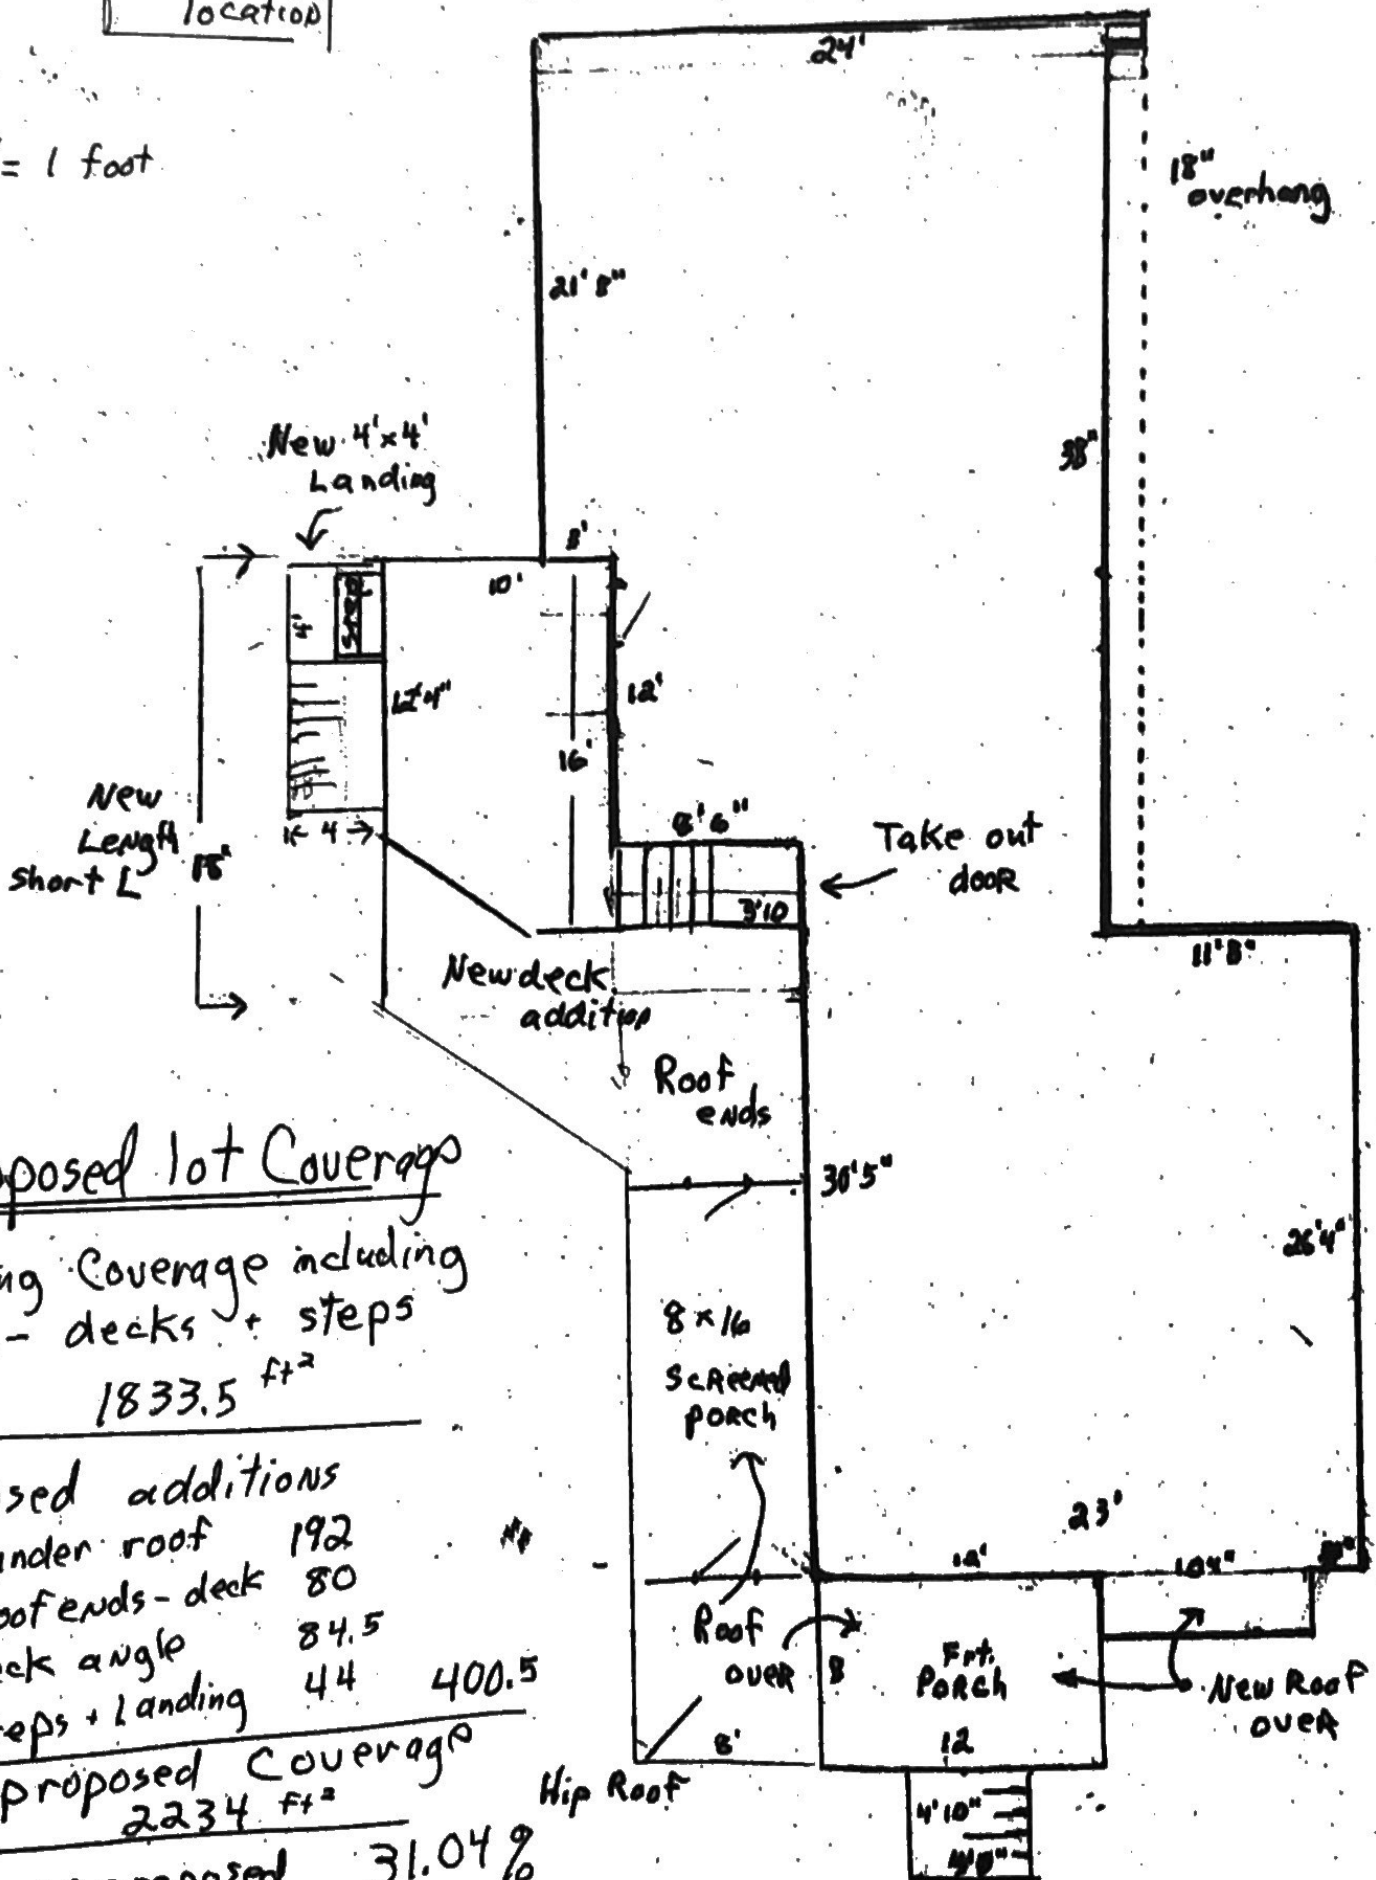 location
= 1 foot
24'
18"
overhang
21'8"
38"
New 4'x4'
Landing
8'
10'
4'
12'
16'
New
Length
short L
18'
← 4 →
8'6"
3'10
Take out
door
11'8"
New deck
addition
Roof
ends
30'5"
26'4"
posed lot Coverage
ng Coverage including
- decks + steps
1833.5 ft²
sed additions
under roof 192
oof ends - deck 80
ck angle 84.5
eps + Landing 44 400.5
proposed Coverage
2234 ft²
31.04%
8 x 16
Screened
porch
23'
12'
Roof
over
8
Frt.
Porch
12
New Roof
over
8'
Hip Roof
4'10"